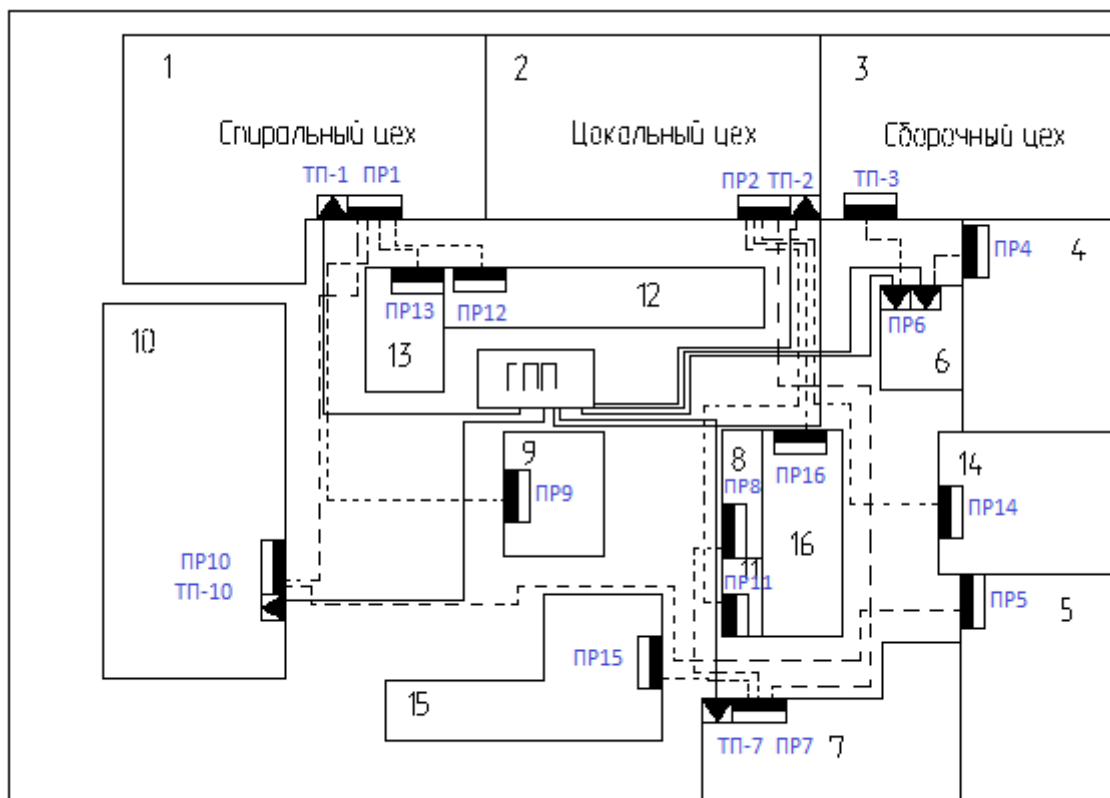 1
2
3
Спиральный цех
Цокальный цех
Сборочный цех
ТП-1 ПР1
ПР2 ТП-2
ТП-3
ПР4
4
12
ПР13
ПР12
ПР6
10
13
6
ГПП
9
8
14
ПР8
ПР16
ПР9
ПР14
16
11
ПР10
ПР11
ТП-10
ПР5
5
ПР15
15
ТП-7 ПР7
7